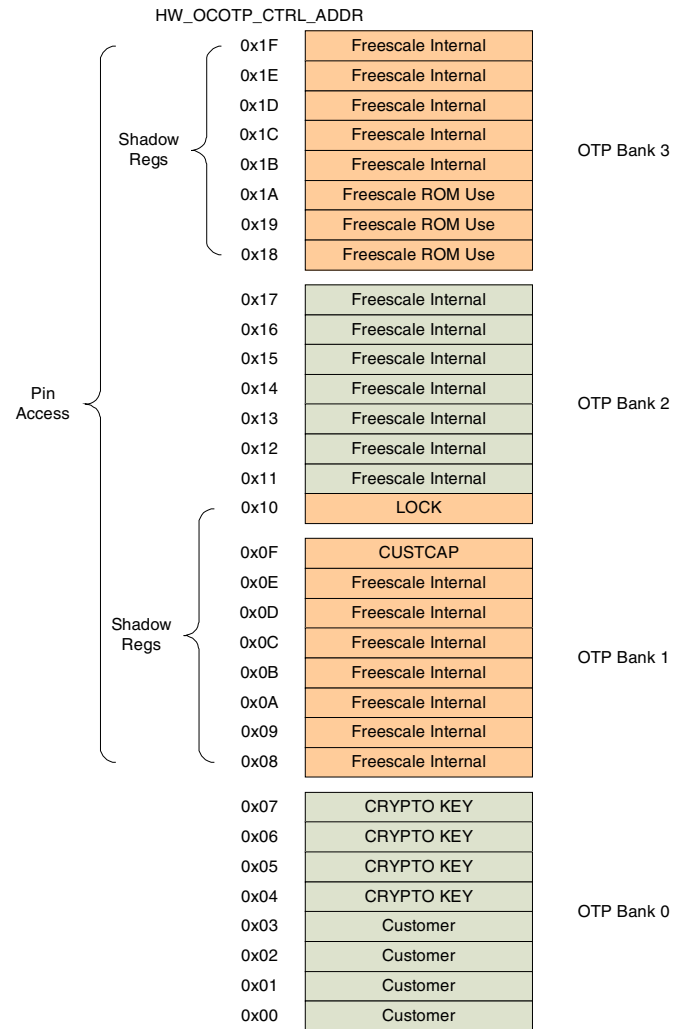 HW_OCOTP_CTRL_ADDR
0x1F Freescale Internal
0x1E Freescale Internal
0x1D Freescale Internal
0x1C Freescale Internal
Shadow Regs
0x1B Freescale Internal
OTP Bank 3
0x1A Freescale ROM Use
0x19 Freescale ROM Use
0x18 Freescale ROM Use
0x17 Freescale Internal
0x16 Freescale Internal
0x15 Freescale Internal
0x14 Freescale Internal
Pin
Access
OTP Bank 2
0x13 Freescale Internal
0x12 Freescale Internal
0x11 Freescale Internal
0x10 LOCK
0x0F CUSTCAP
0x0E Freescale Internal
0x0D Freescale Internal
Shadow
Regs
0x0C Freescale Internal
0x0B Freescale Internal
OTP Bank 1
0x0A Freescale Internal
0x09 Freescale Internal
0x08 Freescale Internal
0x07 CRYPTO KEY
0x06 CRYPTO KEY
0x05 CRYPTO KEY
0x04 CRYPTO KEY
OTP Bank 0
0x03 Customer
0x02 Customer
0x01 Customer
0x00 Customer